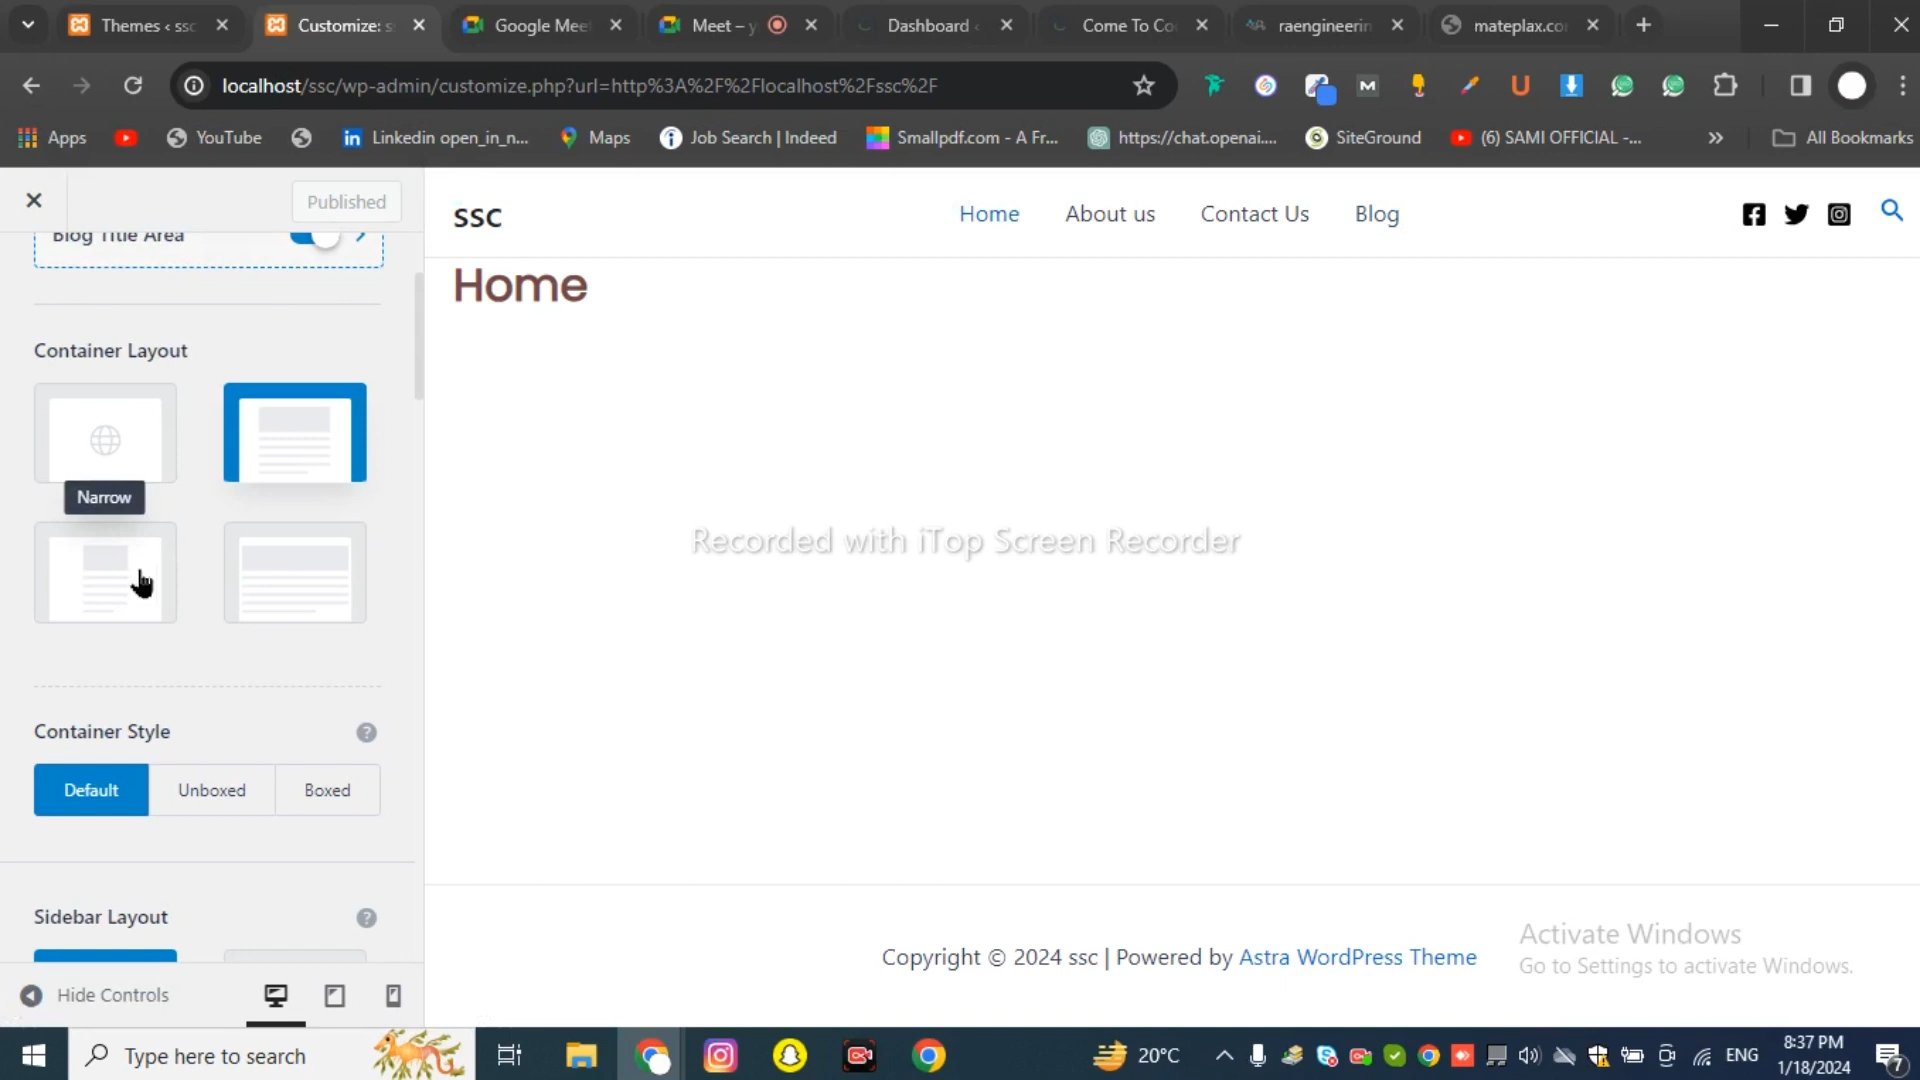 Themes ‹ ssc
Customize: s
Google Mee
Meet – y
Dashboard ‹
Come To Co
raengineerin
mateplax.co
localhost/ssc/wp-admin/customize.php?url=http%3A%2F%2Flocalhost%2Fssc%2F
Apps
YouTube
Linkedin open_in_n...
Maps
Job Search | Indeed
Smallpdf.com - A Fr...
https://chat.openai....
SiteGround
(6) SAMI OFFICIAL -...
All Bookmarks
Published
ssc
Home
About us
Contact Us
Blog
Blog Title Area
Home
Container Layout
Narrow
Recorded with iTop Screen Recorder
Container Style
Default
Unboxed
Boxed
Sidebar Layout
Copyright © 2024 ssc | Powered by Astra WordPress Theme
Activate Windows
Go to Settings to activate Windows.
Hide Controls
Type here to search
20°C
ENG
8:37 PM
1/18/2024
7